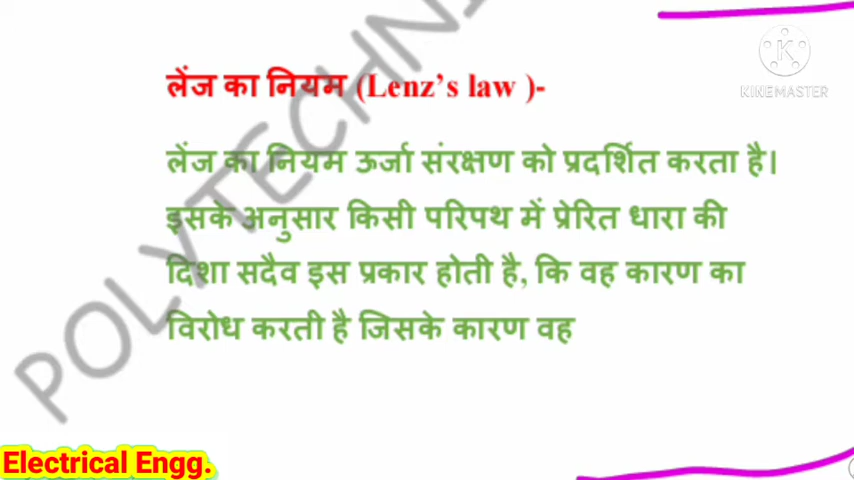 लेंज का नियम (Lenz's law )-
लेंज का नियम ऊर्जा संरक्षण को प्रदर्शित करता है।
इसके अनुसार किसी परिपथ में प्रेरित धारा की
दिशा सदैव इस प्रकार होती है, कि वह कारण का
विरोध करती है जिसके कारण वह
POLYTECHNI
K
KINEMASTER
Electrical Engg.